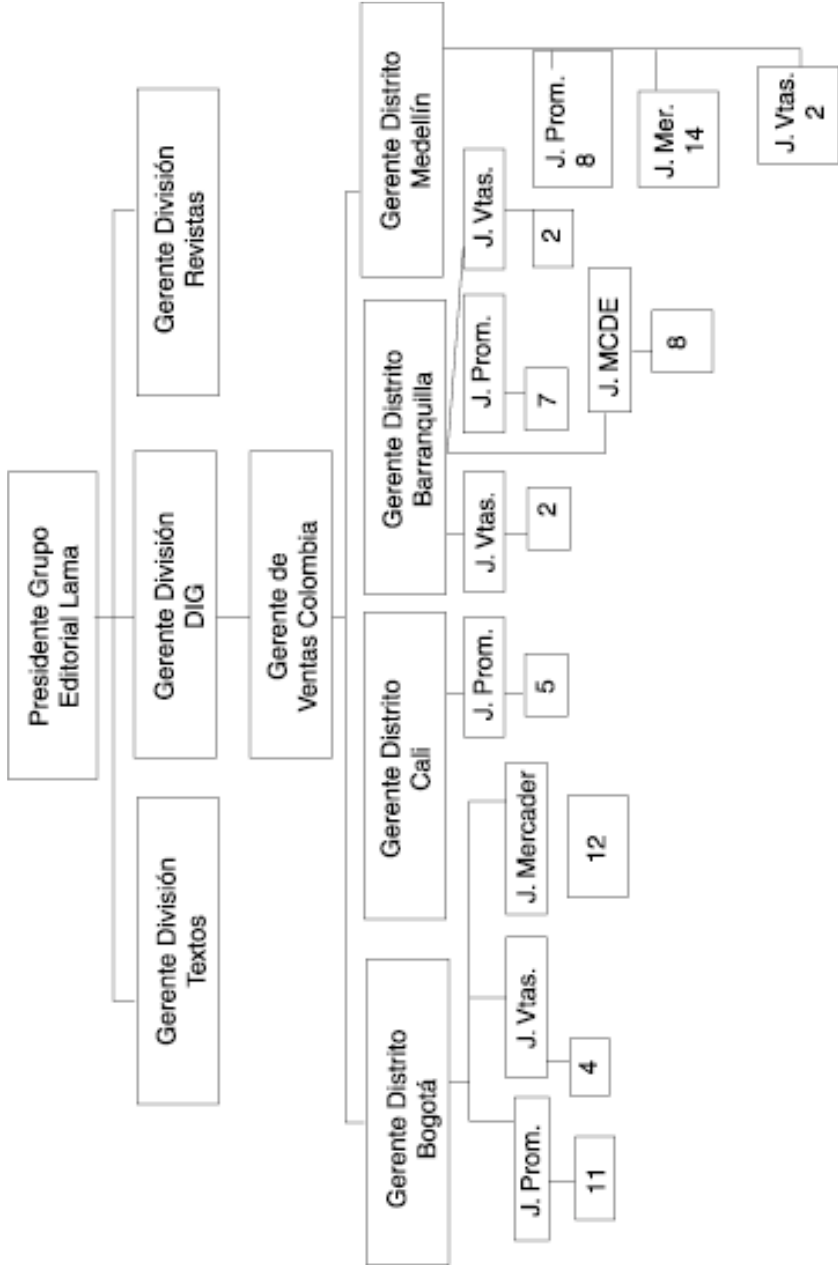 Presidente Grupo
Editorial Lama
Gerente División
Textos
Gerente División
DIG
Gerente División
Revistas
Gerente de
Ventas Colombia
Gerente Distrito
Bogotá
Gerente Distrito
Cali
Gerente Distrito
Barranquilla
Gerente Distrito
Medellín
J. Prom.
11
J. Vtas.
4
J. Mercader
12
J. Prom.
5
J. Vtas.
2
J. Prom.
7
J. Vtas.
2
J. MCDE
8
J. Prom.
8
J. Mer.
14
J. Vtas.
2